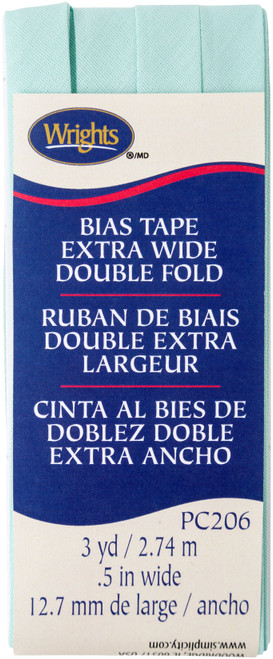 Wrights
®/MD
BIAS TAPE
EXTRA WIDE
DOUBLE FOLD
RUBAN DE BIAIS
DOUBLE EXTRA
LARGEUR
CINTA AL BIES DE
DOBLEZ DOBLE
EXTRA ANCHO
PC206
3 yd / 2.74 m
.5 in wide
12.7 mm de large / ancho
www.simplicity.com